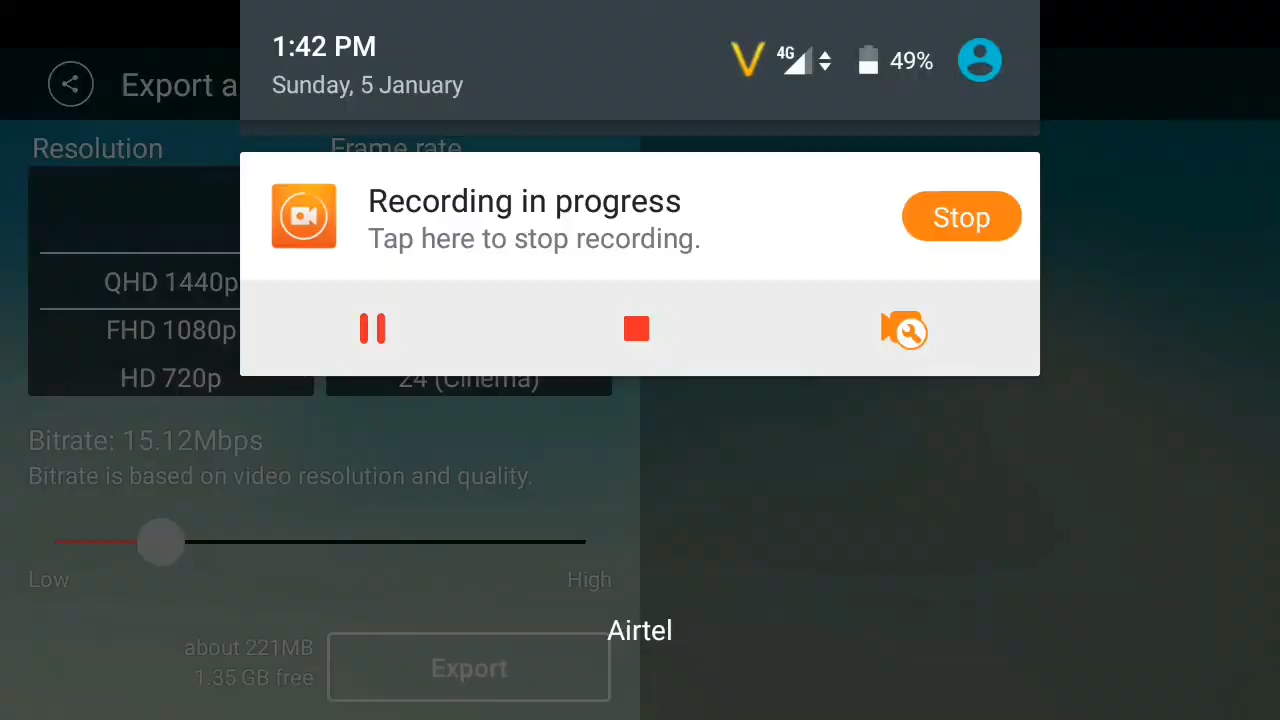 1:42 PM
Sunday, 5 January
4G
49%
Export a
Resolution
Frame rate
Recording in progress
Tap here to stop recording.
Stop
QHD 1440p
FHD 1080p
HD 720p
24 (Cinema)
Bitrate: 15.12Mbps
Bitrate is based on video resolution and quality.
Low
High
about 221MB
1.35 GB free
Export
Airtel